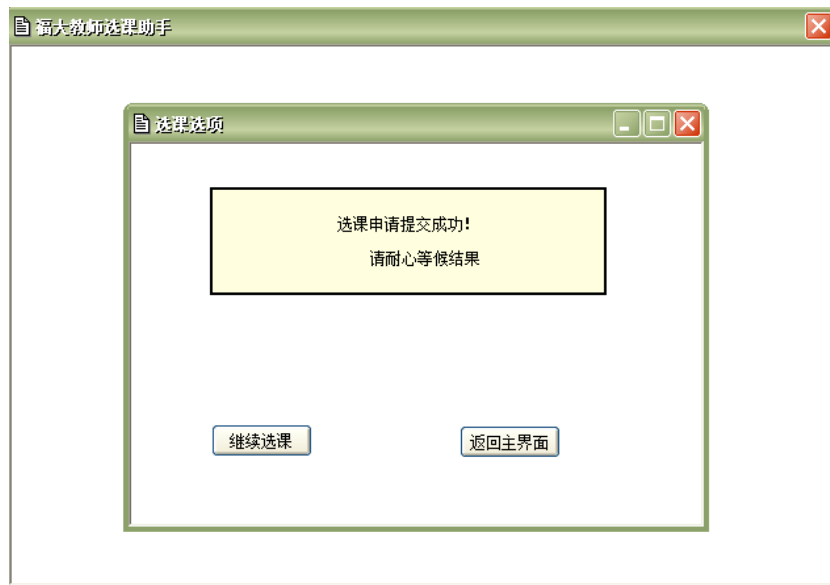 福大教师选课助手
选课选项
选课申请提交成功!
请耐心等候结果
继续选课
返回主界面